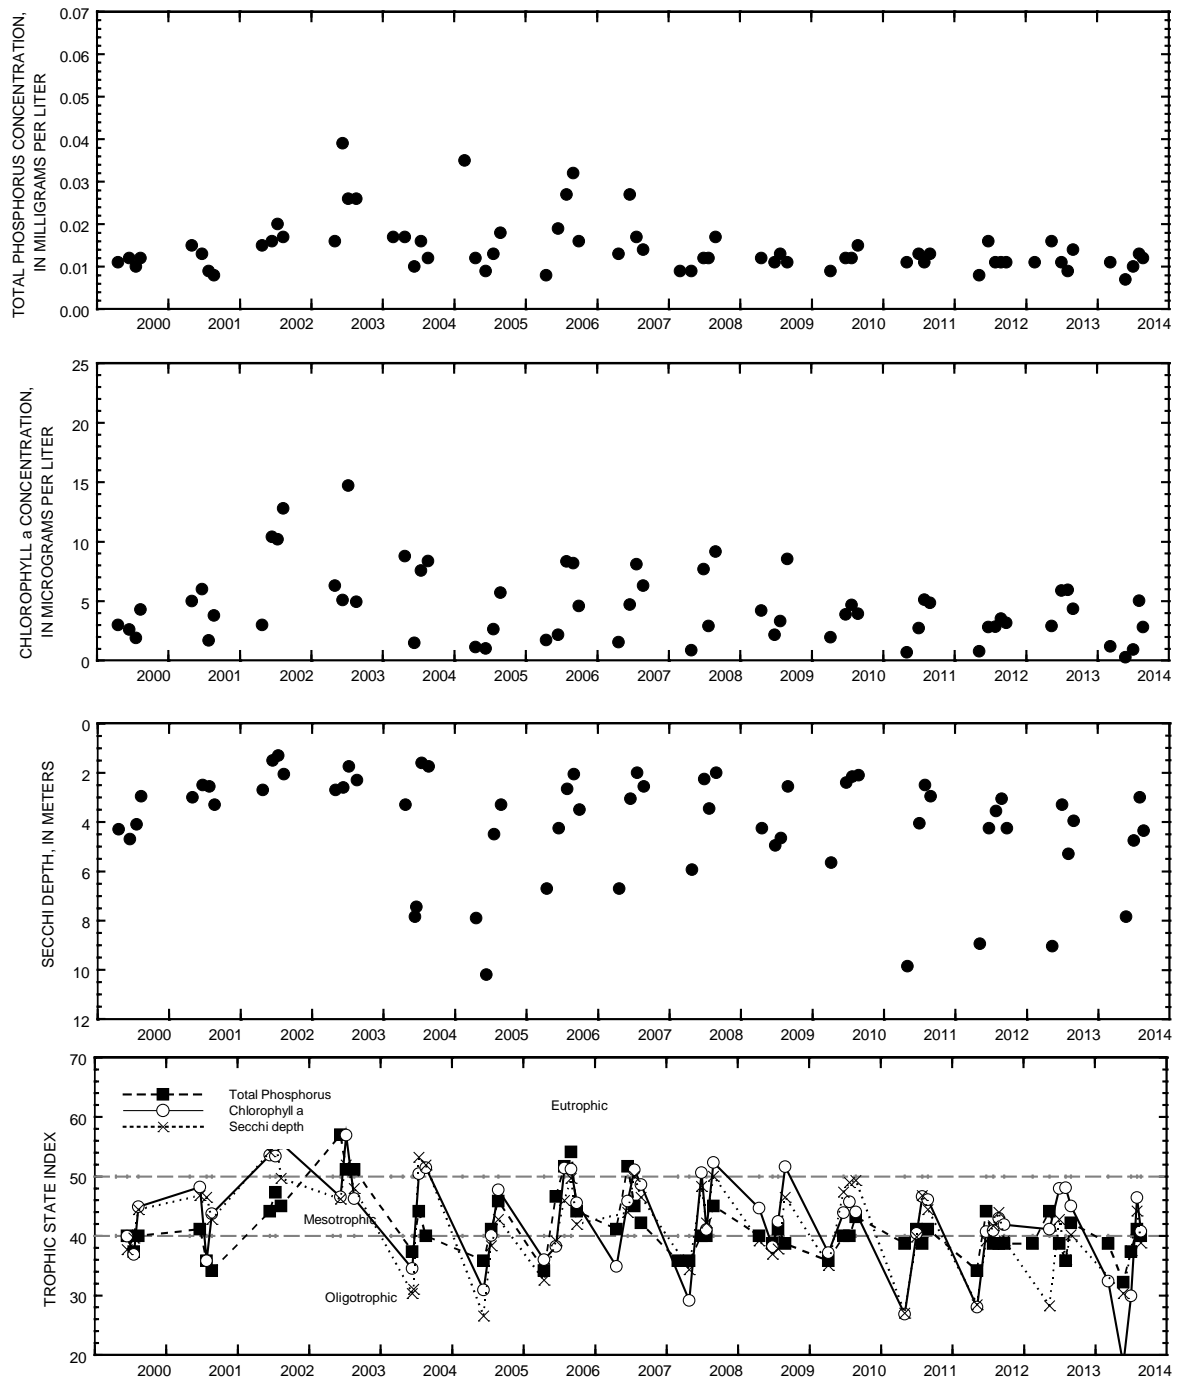 TOTAL PHOSPHORUS CONCENTRATION,
IN MILLIGRAMS PER LITER
0.07
0.06
0.05
0.04
0.03
0.02
0.01
0.00
2000 2001 2002 2003 2004 2005 2006 2007 2008 2009 2010 2011 2012 2013 2014
CHLOROPHYLL a CONCENTRATION,
IN MICROGRAMS PER LITER
25
20
15
10
5
0
2000 2001 2002 2003 2004 2005 2006 2007 2008 2009 2010 2011 2012 2013 2014
SECCHI DEPTH, IN METERS
0
2
4
6
8
10
12
2000 2001 2002 2003 2004 2005 2006 2007 2008 2009 2010 2011 2012 2013 2014
TROPHIC STATE INDEX
70
60
50
40
30
20
Total Phosphorus
Chlorophyll a
Secchi depth
Eutrophic
Mesotrophic
Oligotrophic
2000 2001 2002 2003 2004 2005 2006 2007 2008 2009 2010 2011 2012 2013 2014